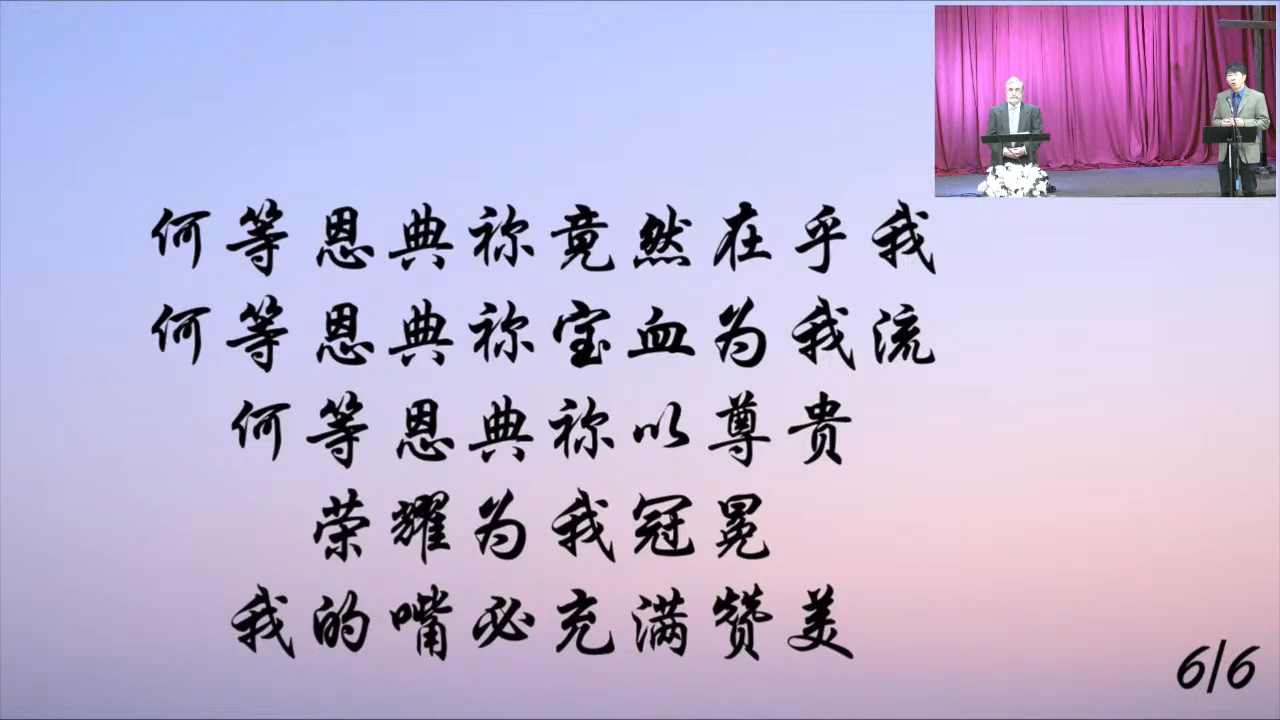 何等恩典祢竟然在乎我
何等恩典祢宝血为我流
何等恩典祢以尊贵
荣耀为我冠冕
我的嘴必充满赞美
6/6